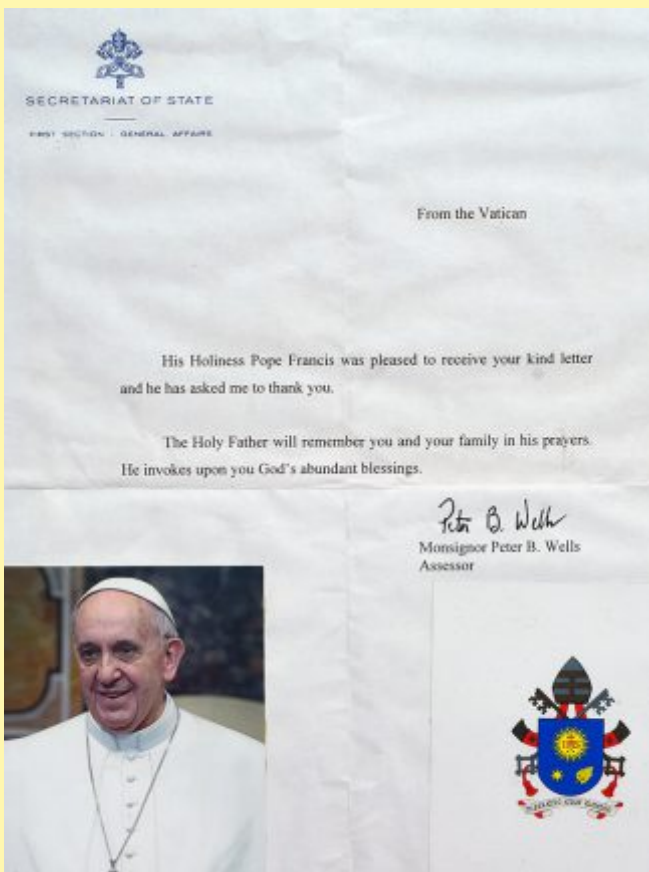 SECRETARIAT OF STATE
FIRST SECTION · GENERAL AFFAIRS
From the Vatican
His Holiness Pope Francis was pleased to receive your kind letter
and he has asked me to thank you.
The Holy Father will remember you and your family in his prayers.
He invokes upon you God's abundant blessings.
Peter B. Wells
Monsignor Peter B. Wells
Assessor